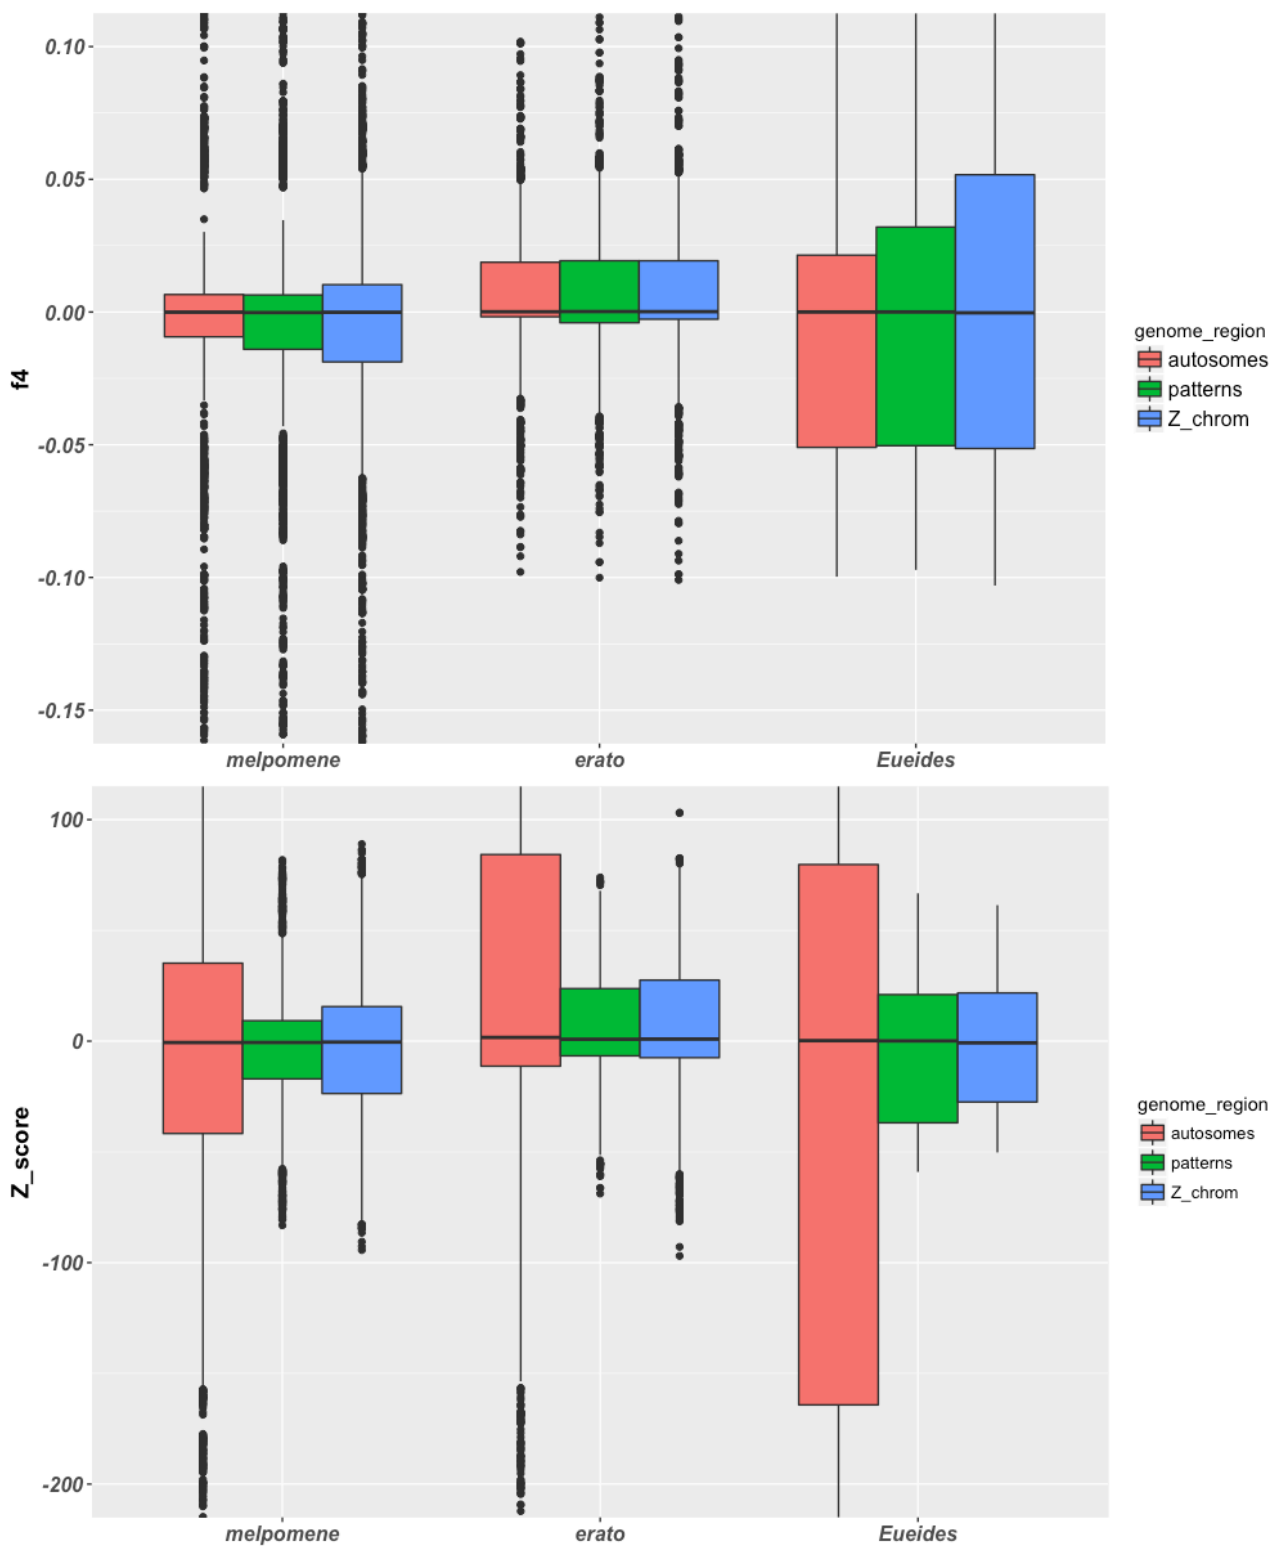 0.10
0.05
0.00
-0.05
-0.10
-0.15
f4
melpomene erato Eueides
genome_region
autosomes
patterns
Z_chrom
100
0
-100
-200
Z_score
melpomene erato Eueides
genome_region
autosomes
patterns
Z_chrom